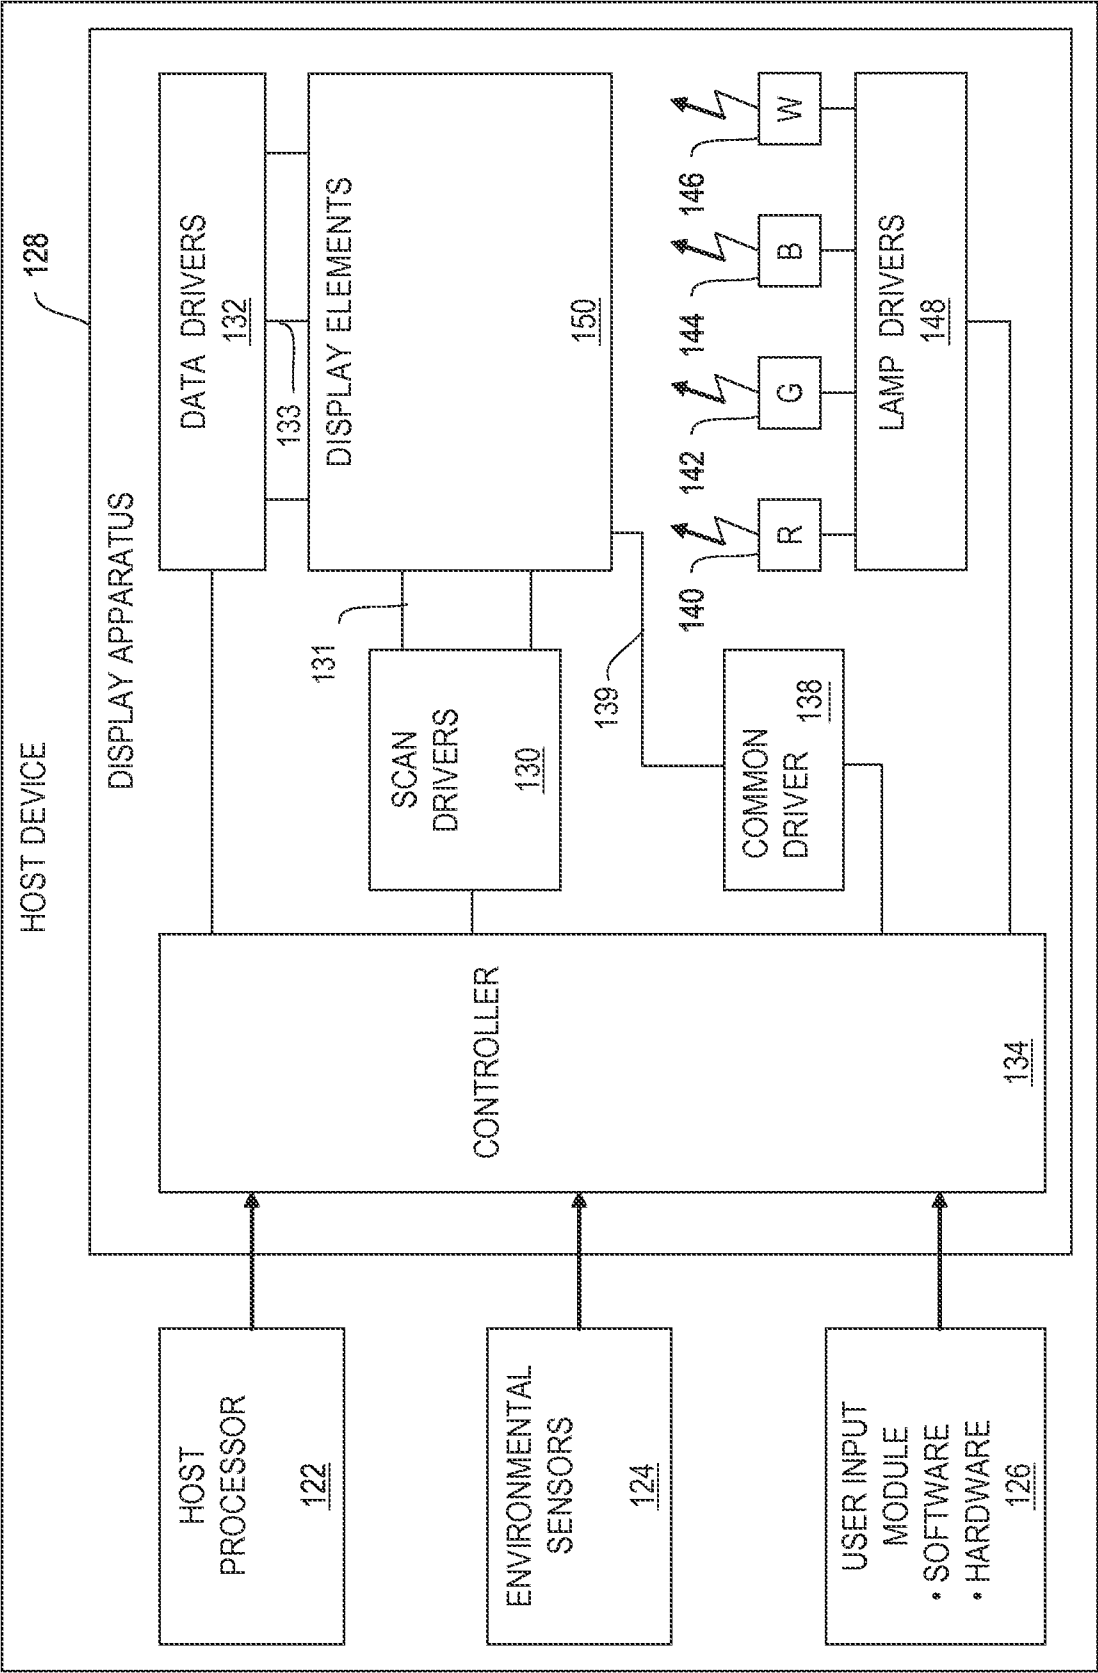 HOST DEVICE
128
DISPLAY APPARATUS
HOST
PROCESSOR
122
ENVIRONMENTAL
SENSORS
124
USER INPUT
MODULE
• SOFTWARE
• HARDWARE
126
CONTROLLER
134
DATA DRIVERS
132
133
SCAN
DRIVERS
130
131
DISPLAY ELEMENTS
150
139
COMMON
DRIVER
138
140
142
144
146
R
G
B
W
LAMP DRIVERS
148